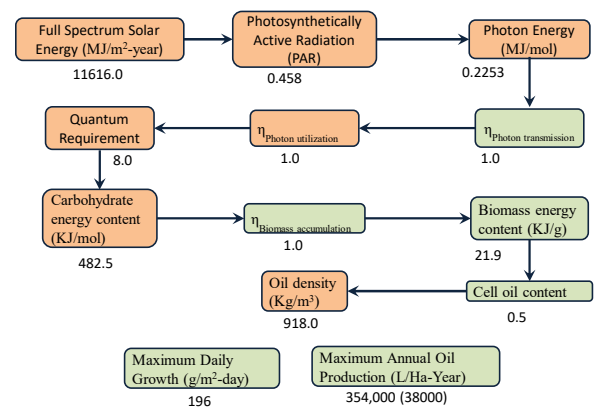 Full Spectrum Solar
Energy (MJ/m²-year)
11616.0
Photosynthetically
Active Radiation
(PAR)
0.458
Photon Energy
(MJ/mol)
0.2253
Quantum
Requirement
8.0
ηPhoton utilization
1.0
ηPhoton transmission
1.0
Carbohydrate
energy content
(KJ/mol)
482.5
ηBiomass accumulation
1.0
Biomass energy
content (KJ/g)
21.9
Oil density
(Kg/m³)
918.0
Cell oil content
0.5
Maximum Daily
Growth (g/m²-day)
196
Maximum Annual Oil
Production (L/Ha-Year)
354,000 (38000)